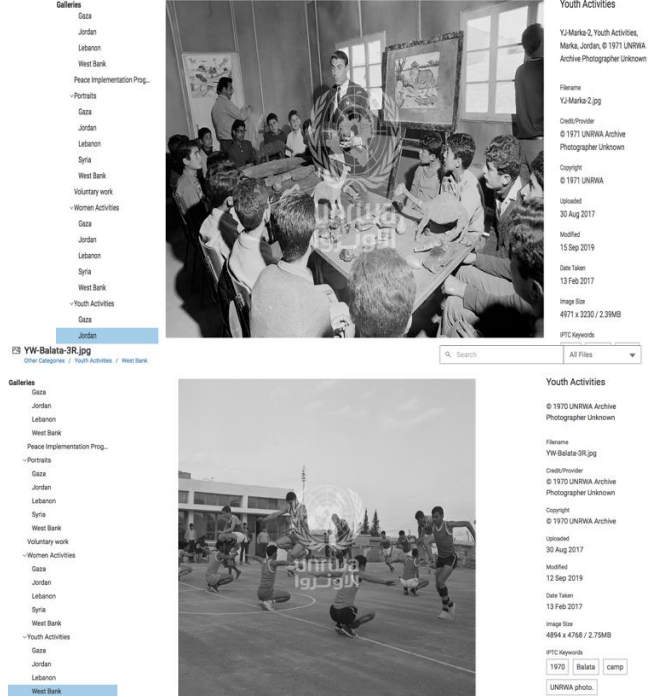 Galleries
Gaza
Jordan
Lebanon
West Bank
Peace Implementation Prog...
Portraits
Gaza
Jordan
Lebanon
Syria
West Bank
Voluntary work
Women Activities
Gaza
Jordan
Lebanon
Syria
West Bank
Youth Activities
Gaza
Jordan
unrwa
الأونروا
Youth Activities
YJ-Marka-2, Youth Activities,
Marka, Jordan, © 1971 UNRWA
Archive Photographer Unknown
Filename
YJ-Marka-2.jpg
Credit/Provider
© 1971 UNRWA Archive
Photographer Unknown
Copyright
© 1971 UNRWA
Uploaded
30 Aug 2017
Modified
15 Sep 2019
Date Taken
13 Feb 2017
Image Size
4971 x 3230 / 2.39MB
IPTC Keywords
YW-Balata-3R.jpg
Other Categories / Youth Activities / West Bank
Search
All Files
Galleries
Gaza
Jordan
Lebanon
West Bank
Peace Implementation Prog...
Portraits
Gaza
Jordan
Lebanon
Syria
West Bank
Voluntary work
Women Activities
Gaza
Jordan
Lebanon
Syria
West Bank
Youth Activities
Gaza
Jordan
Lebanon
West Bank
unrwa
الأونروا
Youth Activities
© 1970 UNRWA Archive
Photographer Unknown
Filename
YW-Balata-3R.jpg
Credit/Provider
© 1970 UNRWA Archive
Photographer Unknown
Copyright
© 1970 UNRWA Archive
Uploaded
30 Aug 2017
Modified
12 Sep 2019
Date Taken
13 Feb 2017
Image Size
4894 x 4768 / 2.75MB
IPTC Keywords
1970 Balata camp
UNRWA photo.